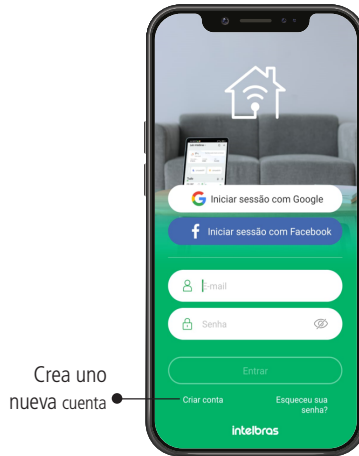 Iniciar sessão com Google
Iniciar sessão com Facebook
E-mail
Senha
Entrar
Crea uno
nueva cuenta
Criar conta
Esqueceu sua
senha?
intelbras